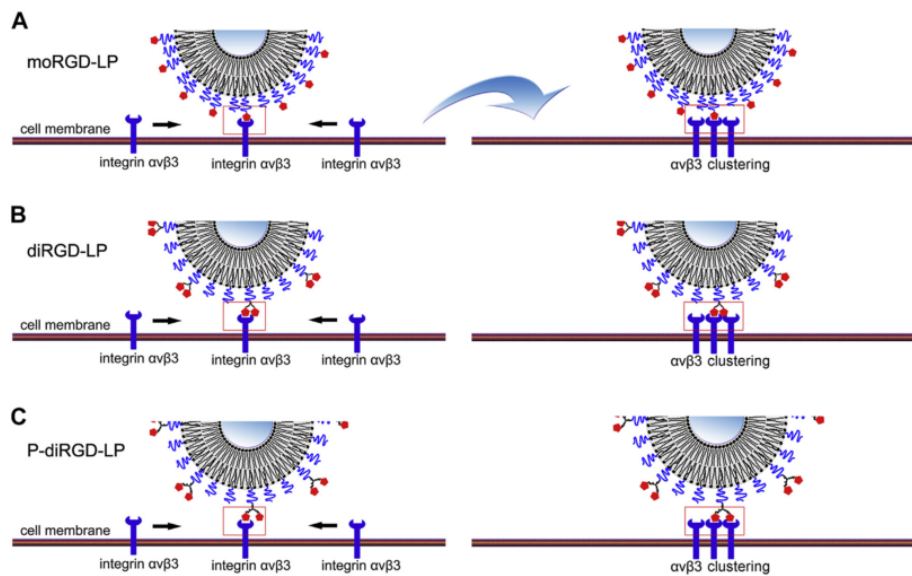 A
moRGD-LP
cell membrane
integrin αvβ3
integrin αvβ3
integrin αvβ3
αvβ3 clustering
B
diRGD-LP
cell membrane
integrin αvβ3
integrin αvβ3
integrin αvβ3
αvβ3 clustering
C
P-diRGD-LP
cell membrane
integrin αvβ3
integrin αvβ3
integrin αvβ3
αvβ3 clustering